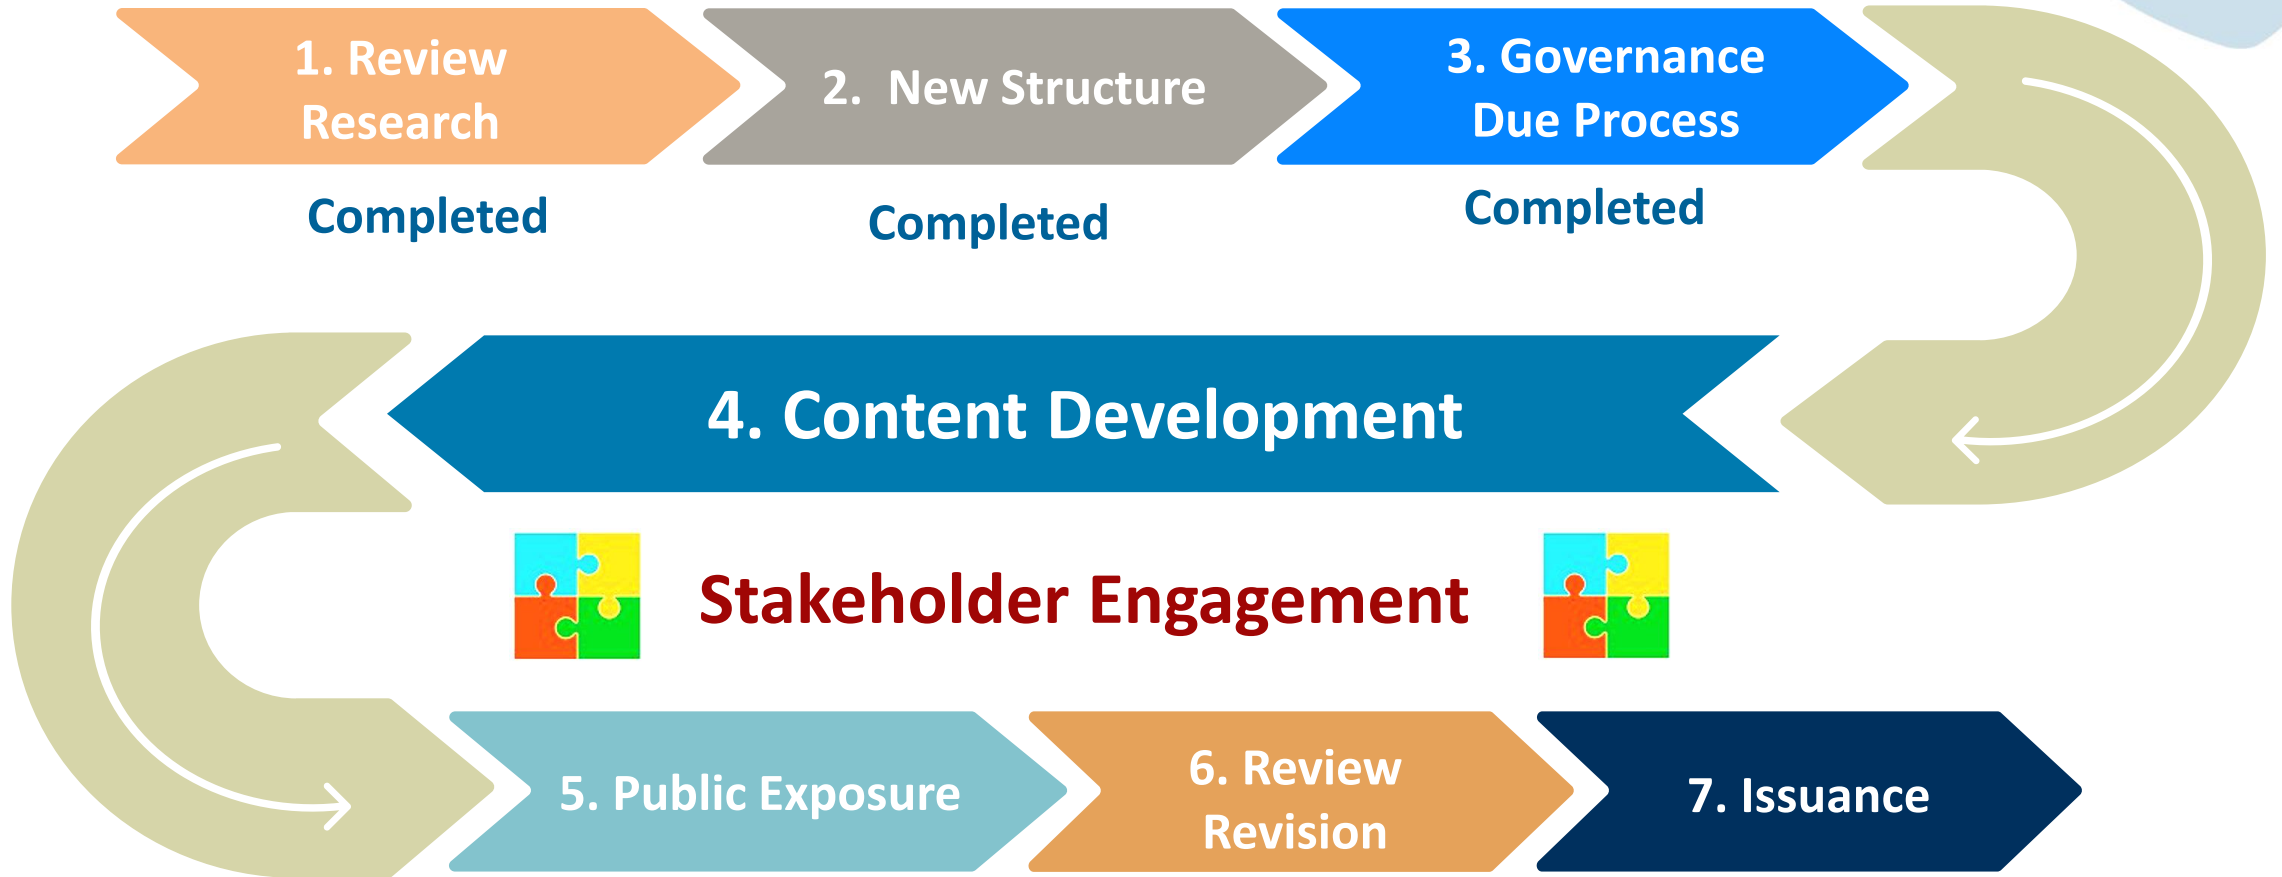 1. Review
Research
2. New Structure
3. Governance
Due Process
Completed
Completed
Completed
4. Content Development
Stakeholder Engagement
5. Public Exposure
6. Review
Revision
7. Issuance